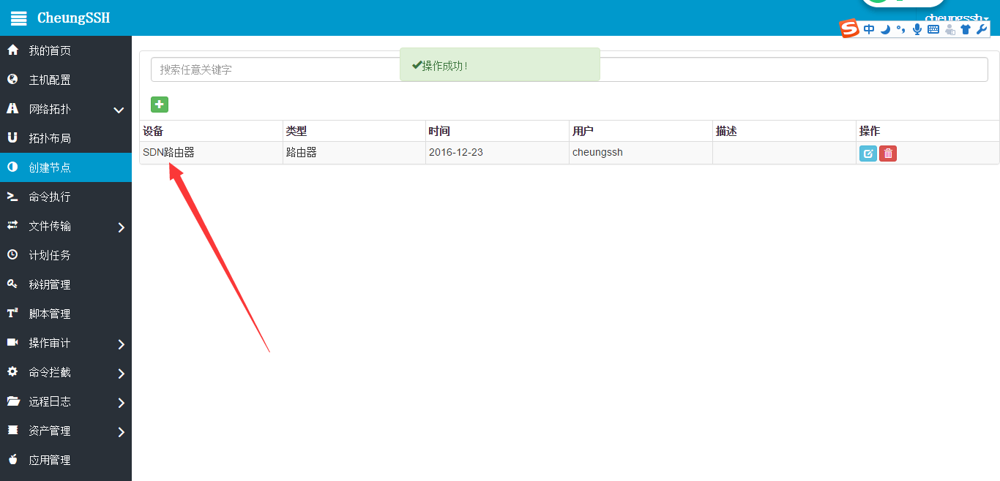 CheungSSH
cheungssh
中
我的首页
主机配置
网络拓扑
拓扑布局
创建节点
命令执行
文件传输
计划任务
秘钥管理
脚本管理
操作审计
命令拦截
远程日志
资产管理
应用管理
搜索任意关键字
操作成功!
设备 类型 时间 用户 描述 操作
SDN路由器 路由器 2016-12-23 cheungssh